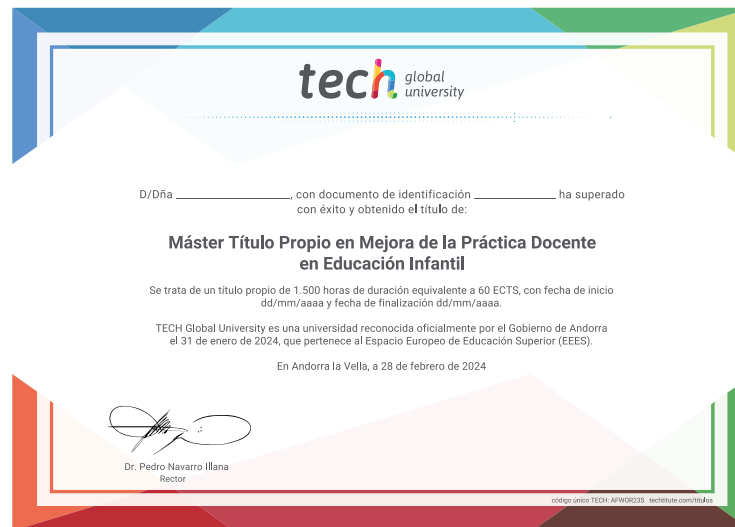 tech global
university
D/Dña ______________, con documento de identificación ______________ ha superado
con éxito y obtenido el título de:
Máster Título Propio en Mejora de la Práctica Docente
en Educación Infantil
Se trata de un título propio de 1.500 horas de duración equivalente a 60 ECTS, con fecha de inicio
dd/mm/aaaa y fecha de finalización dd/mm/aaaa.
TECH Global University es una universidad reconocida oficialmente por el Gobierno de Andorra
el 31 de enero de 2024, que pertenece al Espacio Europeo de Educación Superior (EEES).
En Andorra la Vella, a 28 de febrero de 2024
Dr. Pedro Navarro Illana
Rector
código único TECH: AFWOR23S techtitute.com/titulos